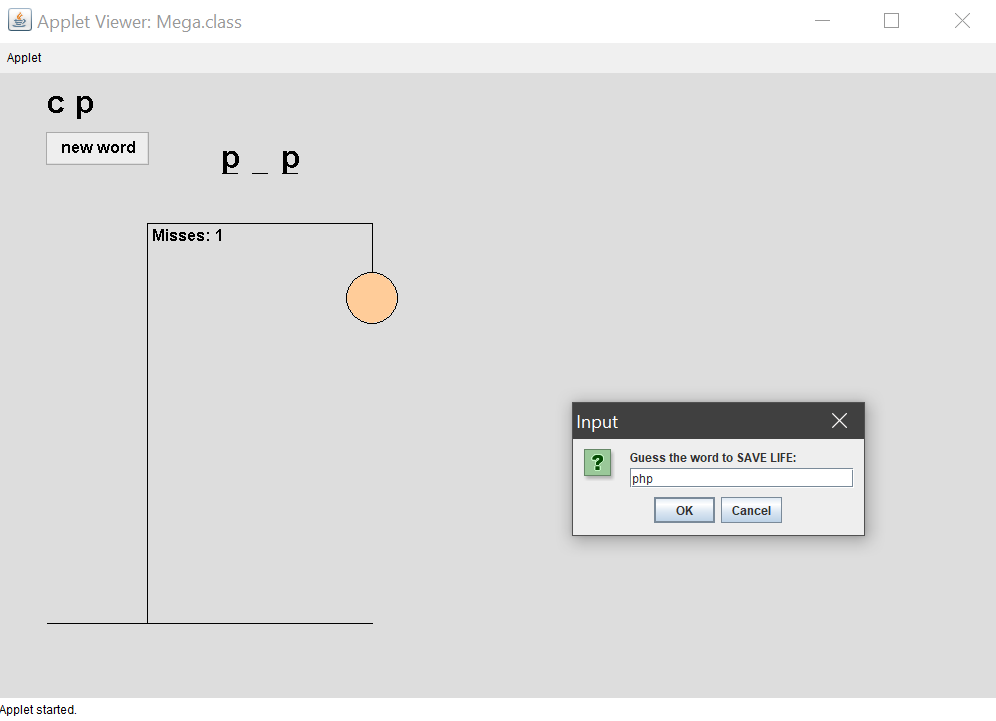 Applet Viewer: Mega.class
Applet
c p
new word
p _ p
Misses: 1
Input
Guess the word to SAVE LIFE:
php
OK Cancel
Applet started.